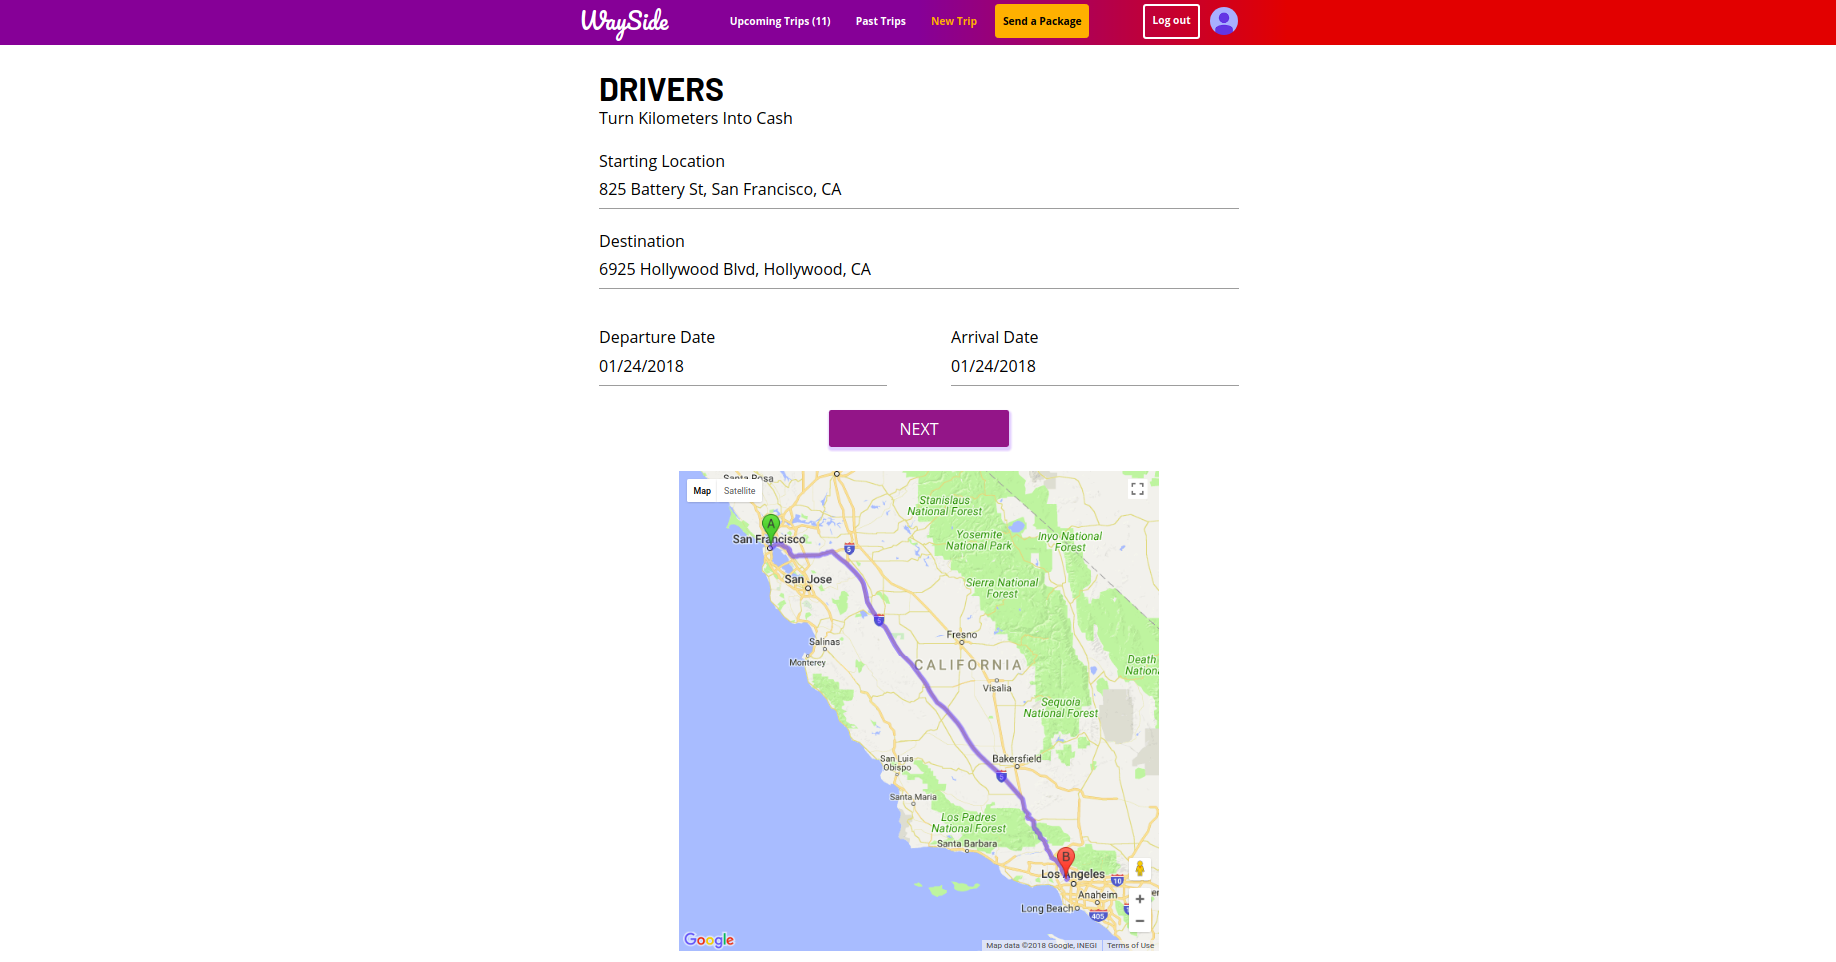 WaySide
Upcoming Trips (11)
Past Trips
New Trip
Send a Package
Log out
DRIVERS
Turn Kilometers Into Cash
Starting Location
825 Battery St, San Francisco, CA
Destination
6925 Hollywood Blvd, Hollywood, CA
Departure Date
Arrival Date
01/24/2018
01/24/2018
NEXT
Santa Rosa
Map
Satellite
Stanislaus
National Forest
A
San Francisco
Yosemite
National Park
Inyo National
Forest
5
San Jose
Sierra National
Forest
5
Fresno
Salinas
Monterey
CALIFORNIA
Death
Nation
Visalia
Sequoia
National Forest
San Luis
Obispo
Bakersfield
5
Santa Maria
Los Padres
National Forest
Santa Barbara
B
Los Angeles
10
Anaheim
Long Beach
405
+
−
Google
Map data ©2018 Google, INEGI
Terms of Use